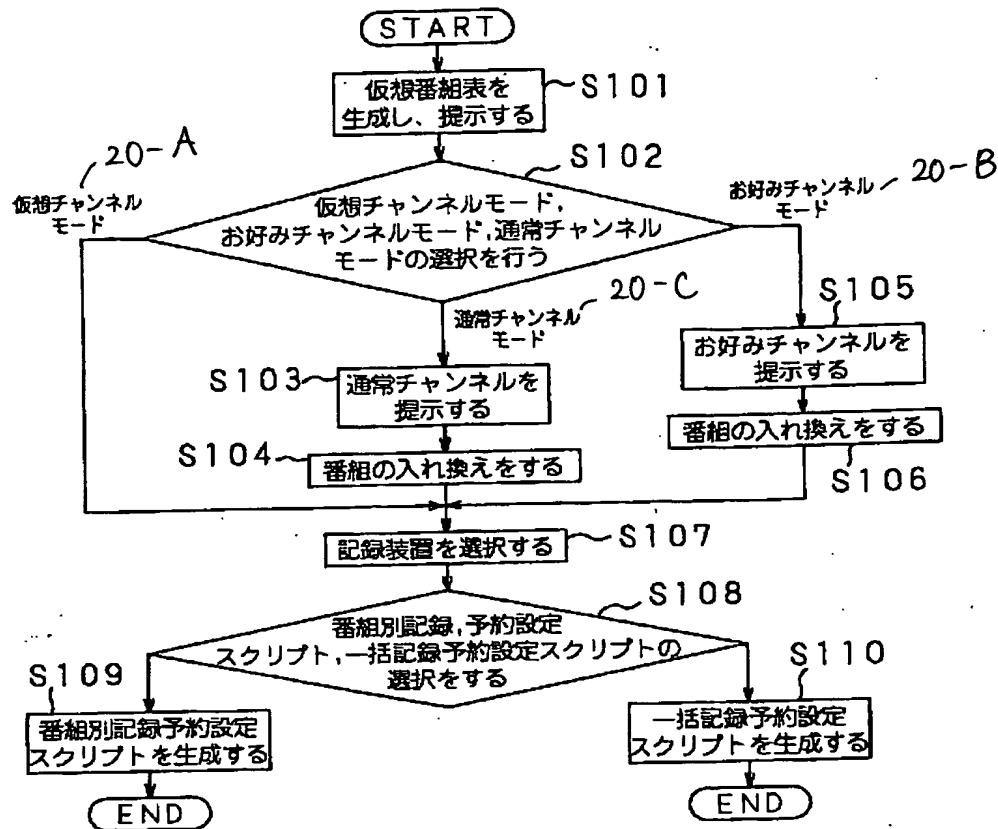 START
仮想番組表を
生成し、提示する
S101
S102
20-A
仮想チャンネル
モード
仮想チャンネルモード,
お好みチャンネルモード,通常チャンネル
モードの選択を行う
お好みチャンネル
モード
20-B
20-C
通常チャンネル
モード
S103
通常チャンネルを
提示する
S104
番組の入れ換えをする
S105
お好みチャンネルを
提示する
番組の入れ換えをする
S106
記録装置を選択する
S107
S108
番組別記録,予約設定
スクリプト,一括記録予約設定スクリプトの
選択をする
S109
番組別記録予約設定
スクリプトを生成する
END
S110
一括記録予約設定
スクリプトを生成する
END